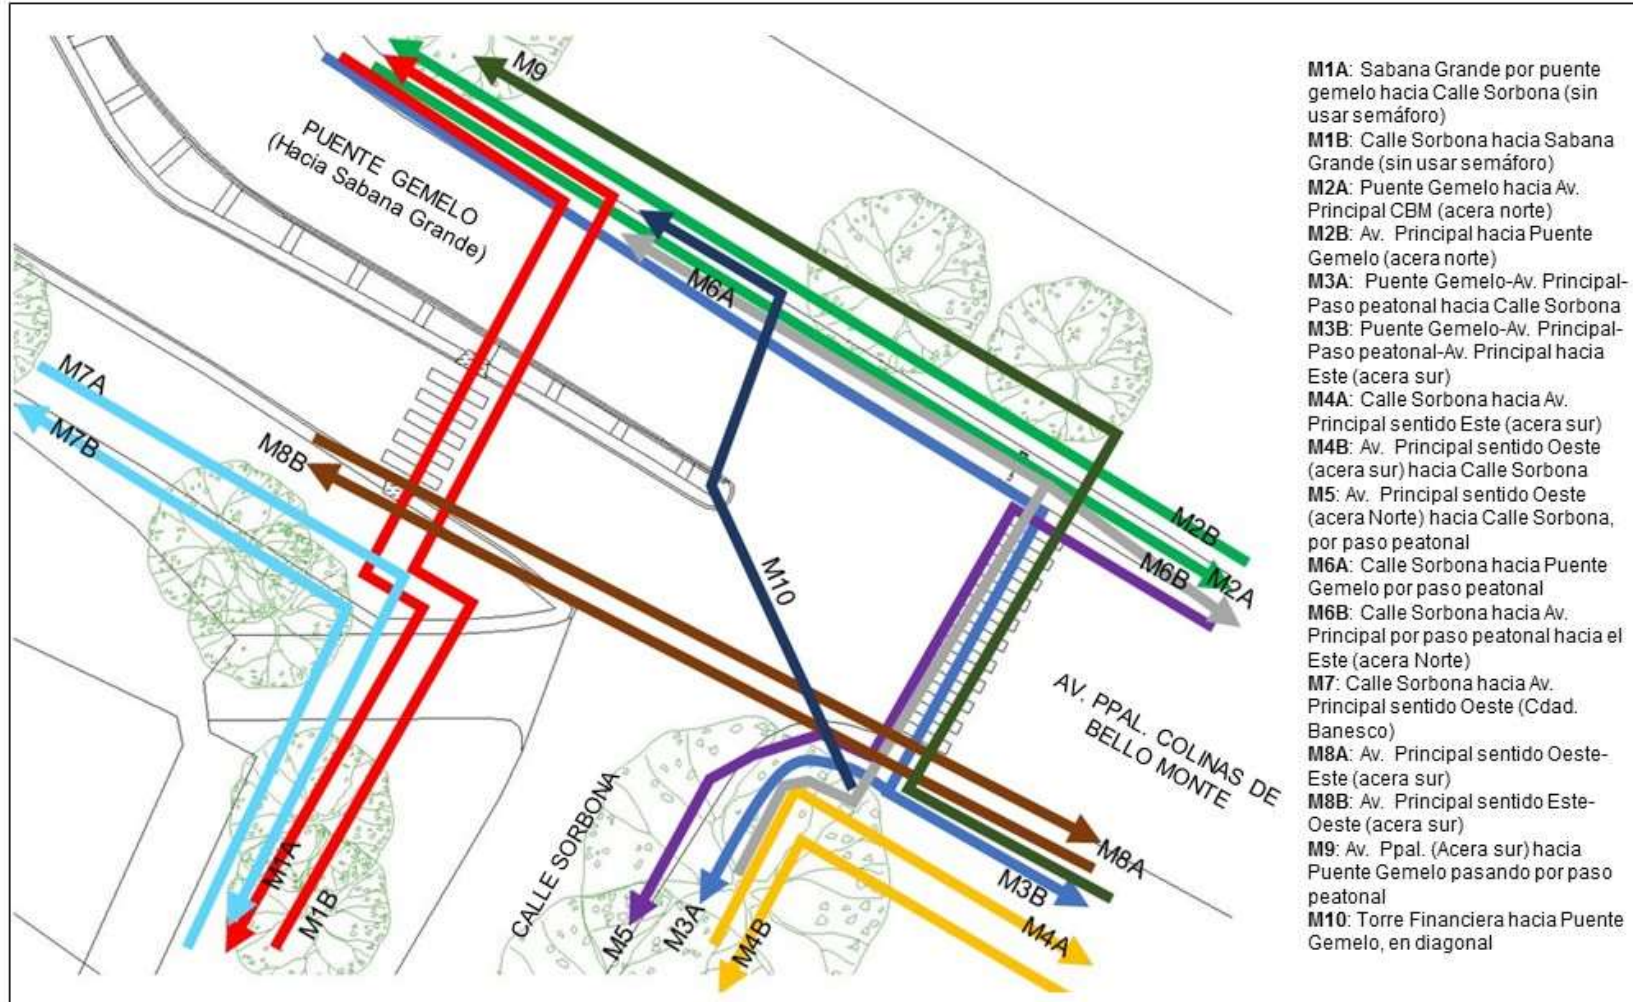 M9
PUENTE GEMELO
(Hacia Sabana Grande)
M6A
M7A
M7B
M8B
M10
M2B
M6B
M2A
AV. PPAL. COLINAS DE
BELLO MONTE
CALLE SORBONA
M8A
M3B
M1A
M1B
M5
M3A
M4B
M4A
M1A: Sabana Grande por puente
gemelo hacia Calle Sorbona (sin
usar semáforo)
M1B: Calle Sorbona hacia Sabana
Grande (sin usar semáforo)
M2A: Puente Gemelo hacia Av.
Principal CBM (acera norte)
M2B: Av. Principal hacia Puente
Gemelo (acera norte)
M3A: Puente Gemelo-Av. Principal-
Paso peatonal hacia Calle Sorbona
M3B: Puente Gemelo-Av. Principal-
Paso peatonal-Av. Principal hacia
Este (acera sur)
M4A: Calle Sorbona hacia Av.
Principal sentido Este (acera sur)
M4B: Av. Principal sentido Oeste
(acera sur) hacia Calle Sorbona
M5: Av. Principal sentido Oeste
(acera Norte) hacia Calle Sorbona,
por paso peatonal
M6A: Calle Sorbona hacia Puente
Gemelo por paso peatonal
M6B: Calle Sorbona hacia Av.
Principal por paso peatonal hacia el
Este (acera Norte)
M7: Calle Sorbona hacia Av.
Principal sentido Oeste (Cdad.
Banesco)
M8A: Av. Principal sentido Oeste-
Este (acera sur)
M8B: Av. Principal sentido Este-
Oeste (acera sur)
M9: Av. Ppal. (Acera sur) hacia
Puente Gemelo pasando por paso
peatonal
M10: Torre Financiera hacia Puente
Gemelo, en diagonal